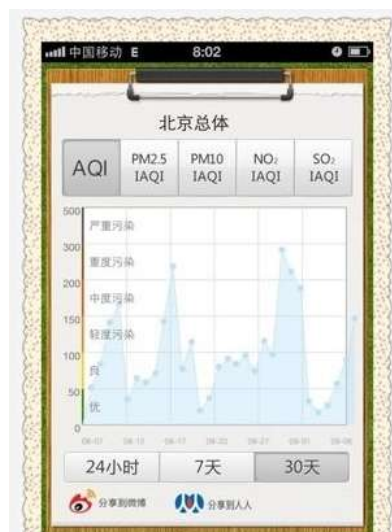 中国移动 E 8:02
北京总体
AQI
PM2.5 IAQI
PM10 IAQI
NO₂ IAQI
SO₂ IAQI
500
严重污染
300
重度污染
200
中度污染
150
轻度污染
100
良
50
优
0
24小时 7天 30天
分享到微博 分享到人人